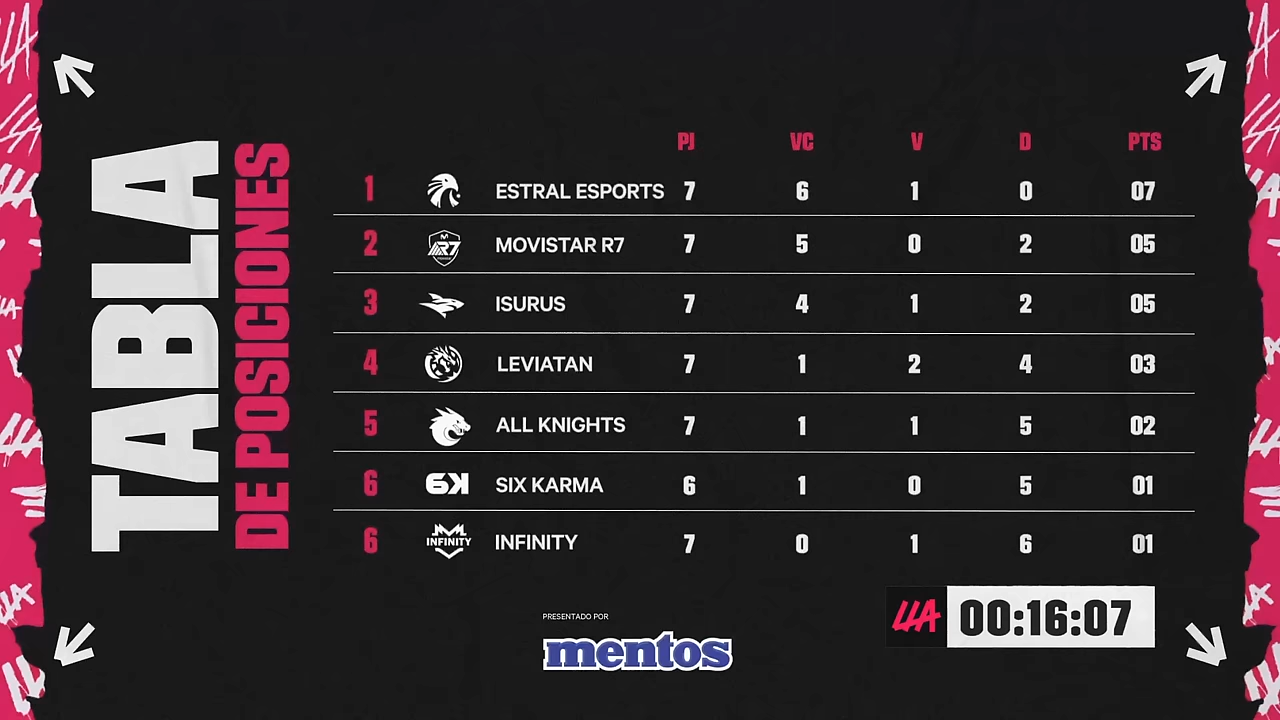 TABLA
DE POSICIONES
PJ VC V D PTS
1 ESTRAL ESPORTS 7 6 1 0 07
2 R7 MOVISTAR R7 7 5 0 2 05
3 ISURUS 7 4 1 2 05
4 LEVIATAN 7 1 2 4 03
5 ALL KNIGHTS 7 1 1 5 02
6 6K SIX KARMA 6 1 0 5 01
6 INFINITY INFINITY 7 0 1 6 01
LLA 00:16:07
PRESENTADO POR
mentos